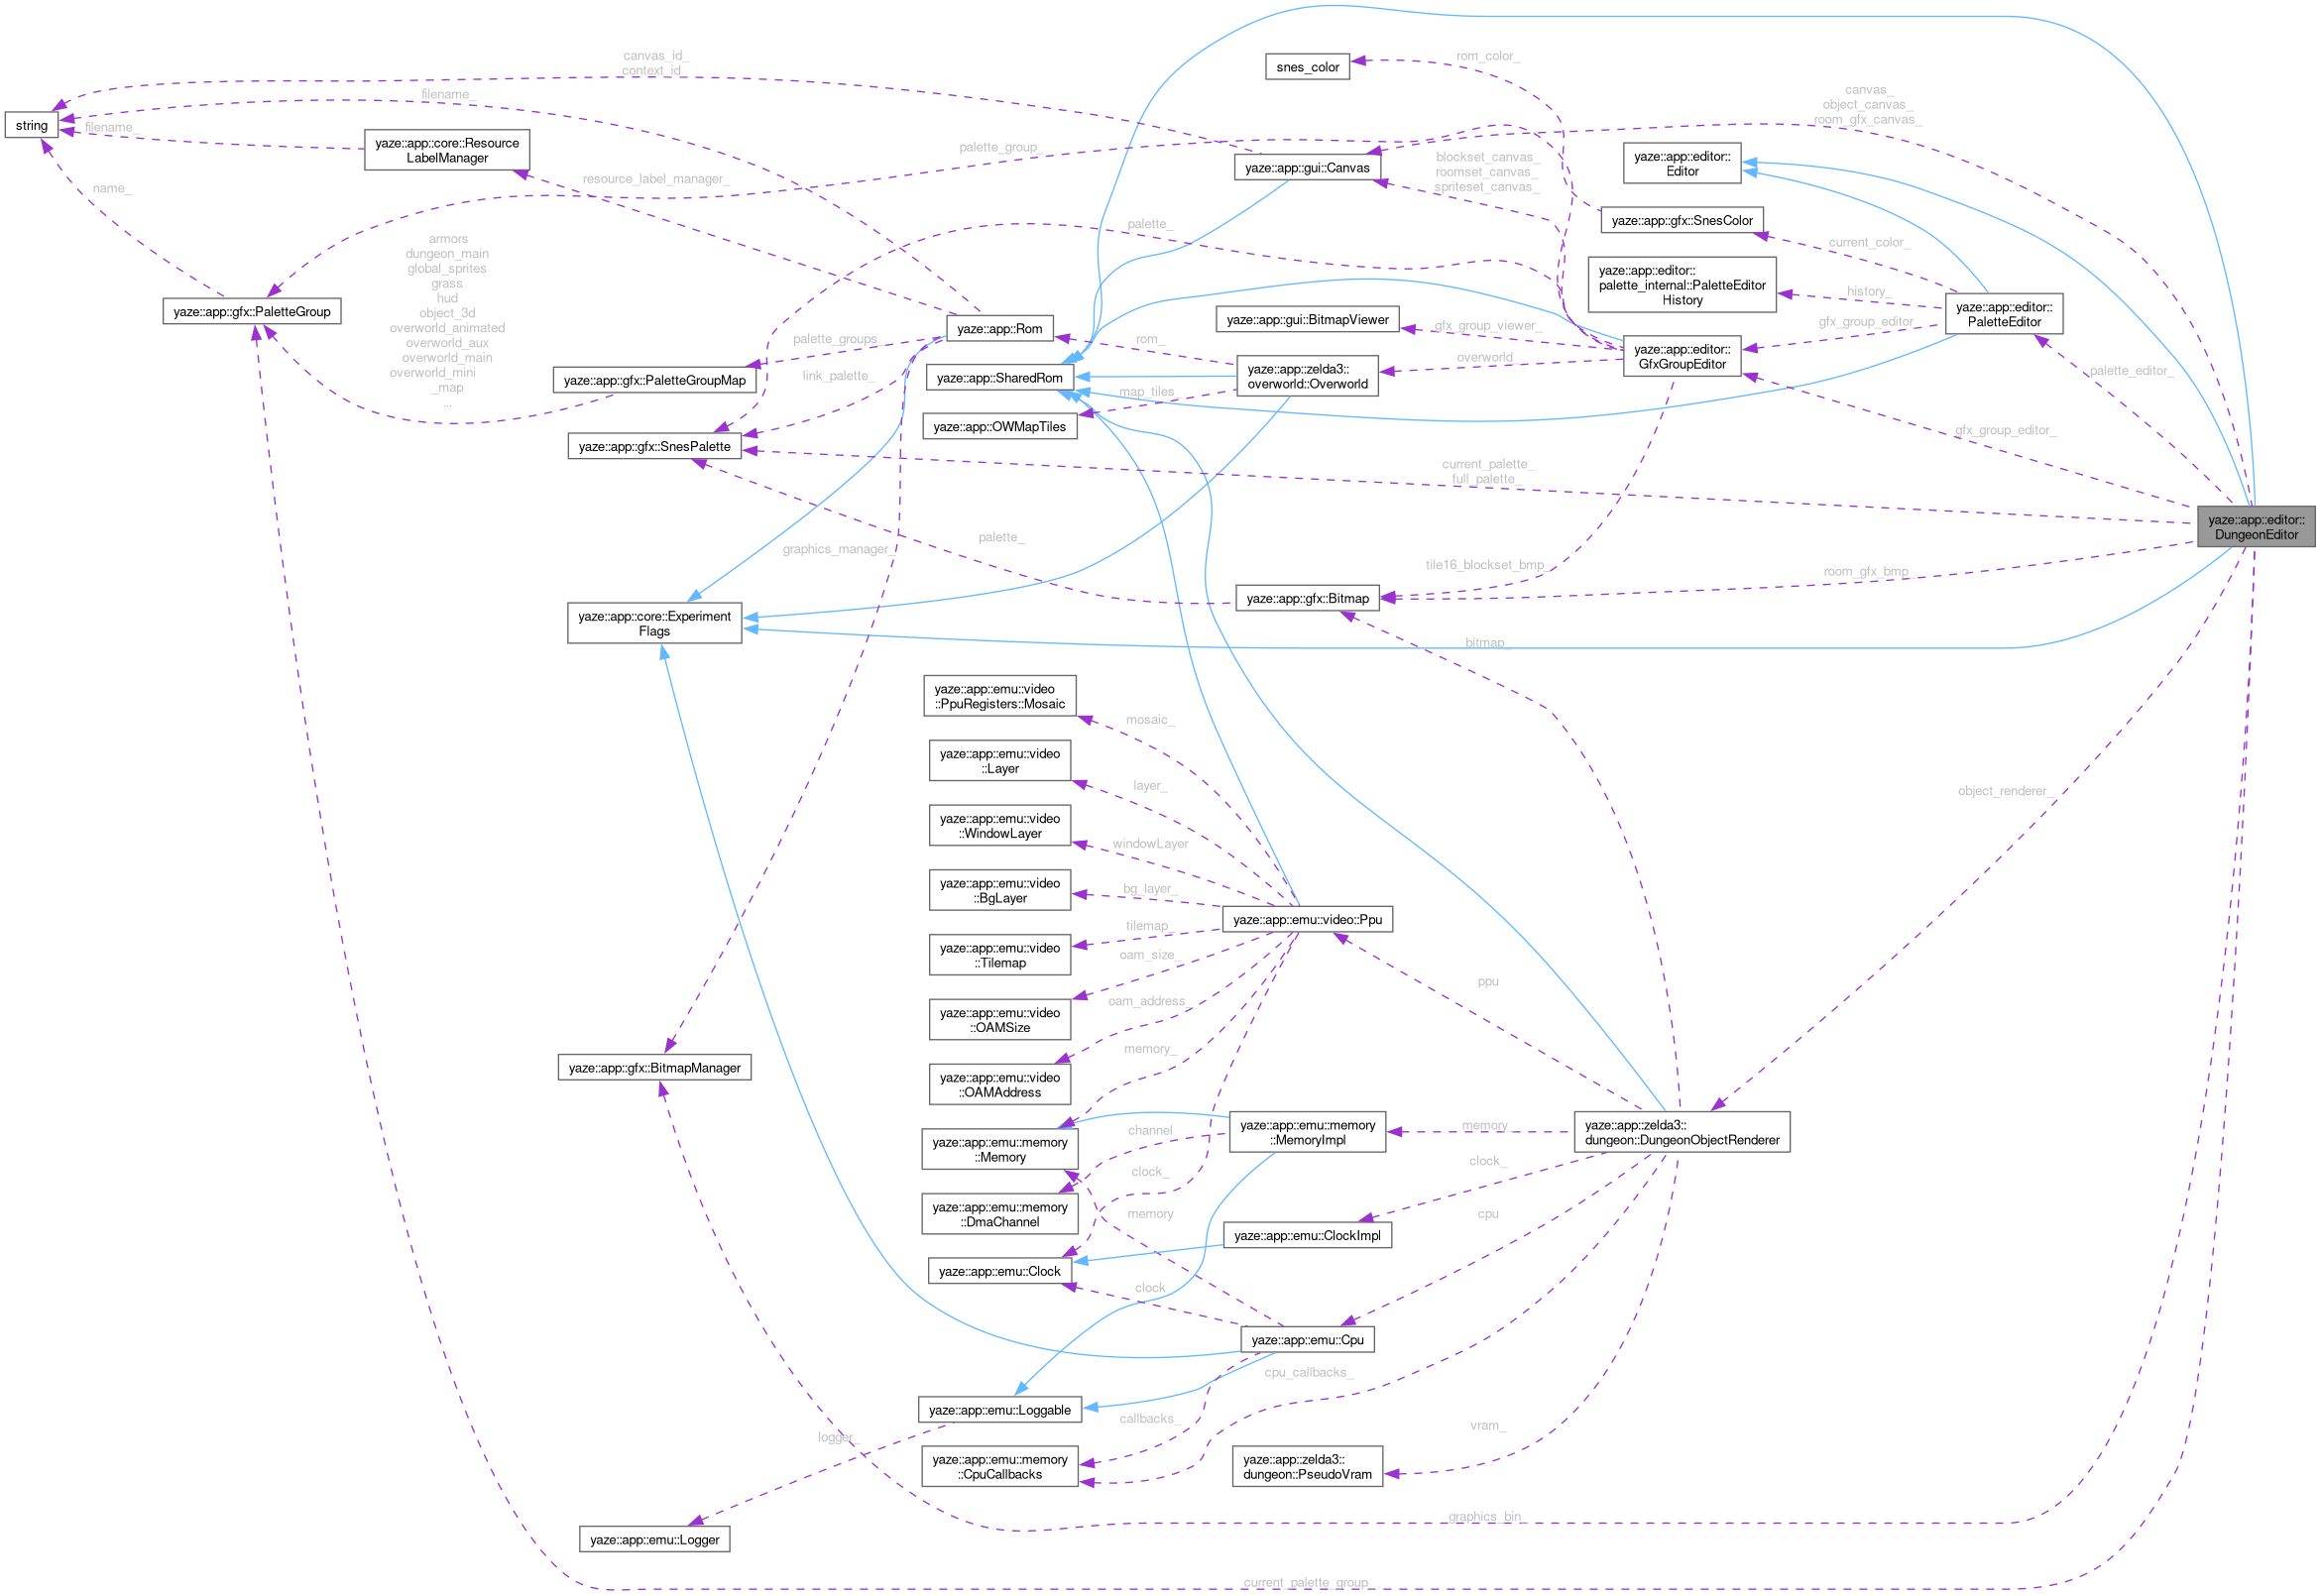 canvas_id_
context_id_
rom_color_
snes_color
filename_
canvas_
object_canvas_
room_gfx_canvas_
string
filename_
yaze::app::core::Resource
LabelManager
palette_group_
yaze::app::gui::Canvas
blockset_canvas_
roomset_canvas_
spriteset_canvas_
yaze::app::editor::
Editor
name_
resource_label_manager_
palette_
yaze::app::gfx::SnesColor
current_color_
armors
dungeon_main
global_sprites
grass
hud
object_3d
overworld_animated
overworld_aux
overworld_main
overworld_mini
_map
...
yaze::app::editor::
palette_internal::PaletteEditor
History
history_
yaze::app::editor::
PaletteEditor
yaze::app::gfx::PaletteGroup
yaze::app::Rom
yaze::app::gui::BitmapViewer
gfx_group_viewer_
gfx_group_editor_
palette_groups_
rom_
yaze::app::editor::
GfxGroupEditor
overworld_
palette_editor_
yaze::app::gfx::PaletteGroupMap
link_palette_
yaze::app::SharedRom
yaze::app::zelda3::
overworld::Overworld
map_tiles_
yaze::app::OWMapTiles
gfx_group_editor_
yaze::app::gfx::SnesPalette
current_palette_
full_palette_
yaze::app::editor::
DungeonEditor
graphics_manager_
palette_
tile16_blockset_bmp_
room_gfx_bmp_
yaze::app::gfx::Bitmap
yaze::app::core::Experiment
Flags
bitmap_
yaze::app::emu::video
::PpuRegisters::Mosaic
mosaic_
yaze::app::emu::video
::Layer
layer_
object_renderer_
yaze::app::emu::video
::WindowLayer
windowLayer
yaze::app::emu::video
::BgLayer
bg_layer_
yaze::app::emu::video::Ppu
yaze::app::emu::video
::Tilemap
tilemap_
oam_size_
ppu
yaze::app::emu::video
::OAMSize
oam_address_
yaze::app::gfx::BitmapManager
yaze::app::emu::video
::OAMAddress
memory_
yaze::app::emu::memory
::Memory
channel
yaze::app::emu::memory
::MemoryImpl
memory_
yaze::app::zelda3::
dungeon::DungeonObjectRenderer
clock_
clock_
yaze::app::emu::memory
::DmaChannel
memory
cpu
yaze::app::emu::ClockImpl
yaze::app::emu::Clock
clock
yaze::app::emu::Cpu
cpu_callbacks_
yaze::app::emu::Loggable
callbacks_
vram_
logger_
yaze::app::emu::memory
::CpuCallbacks
yaze::app::zelda3::
dungeon::PseudoVram
graphics_bin_
yaze::app::emu::Logger
current_palette_group_